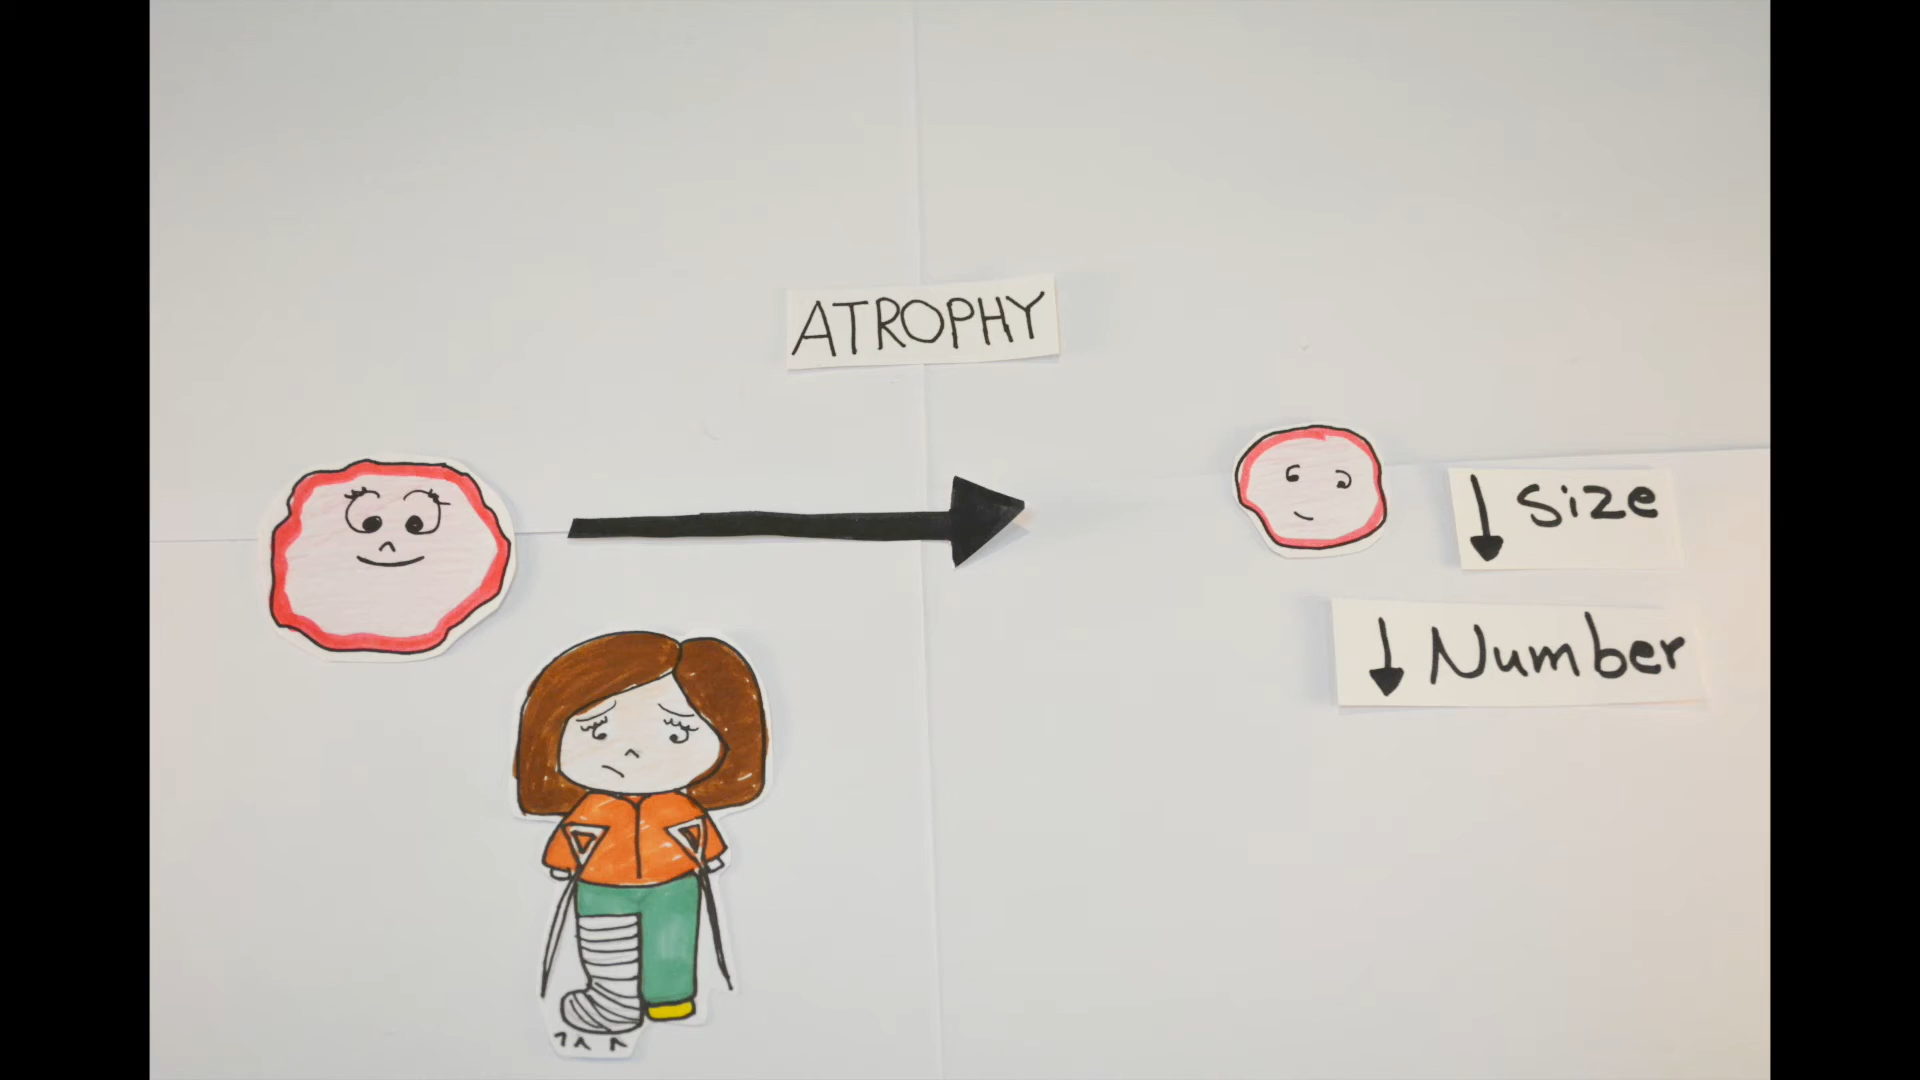 ATROPHY
↓ Size
↓ Number